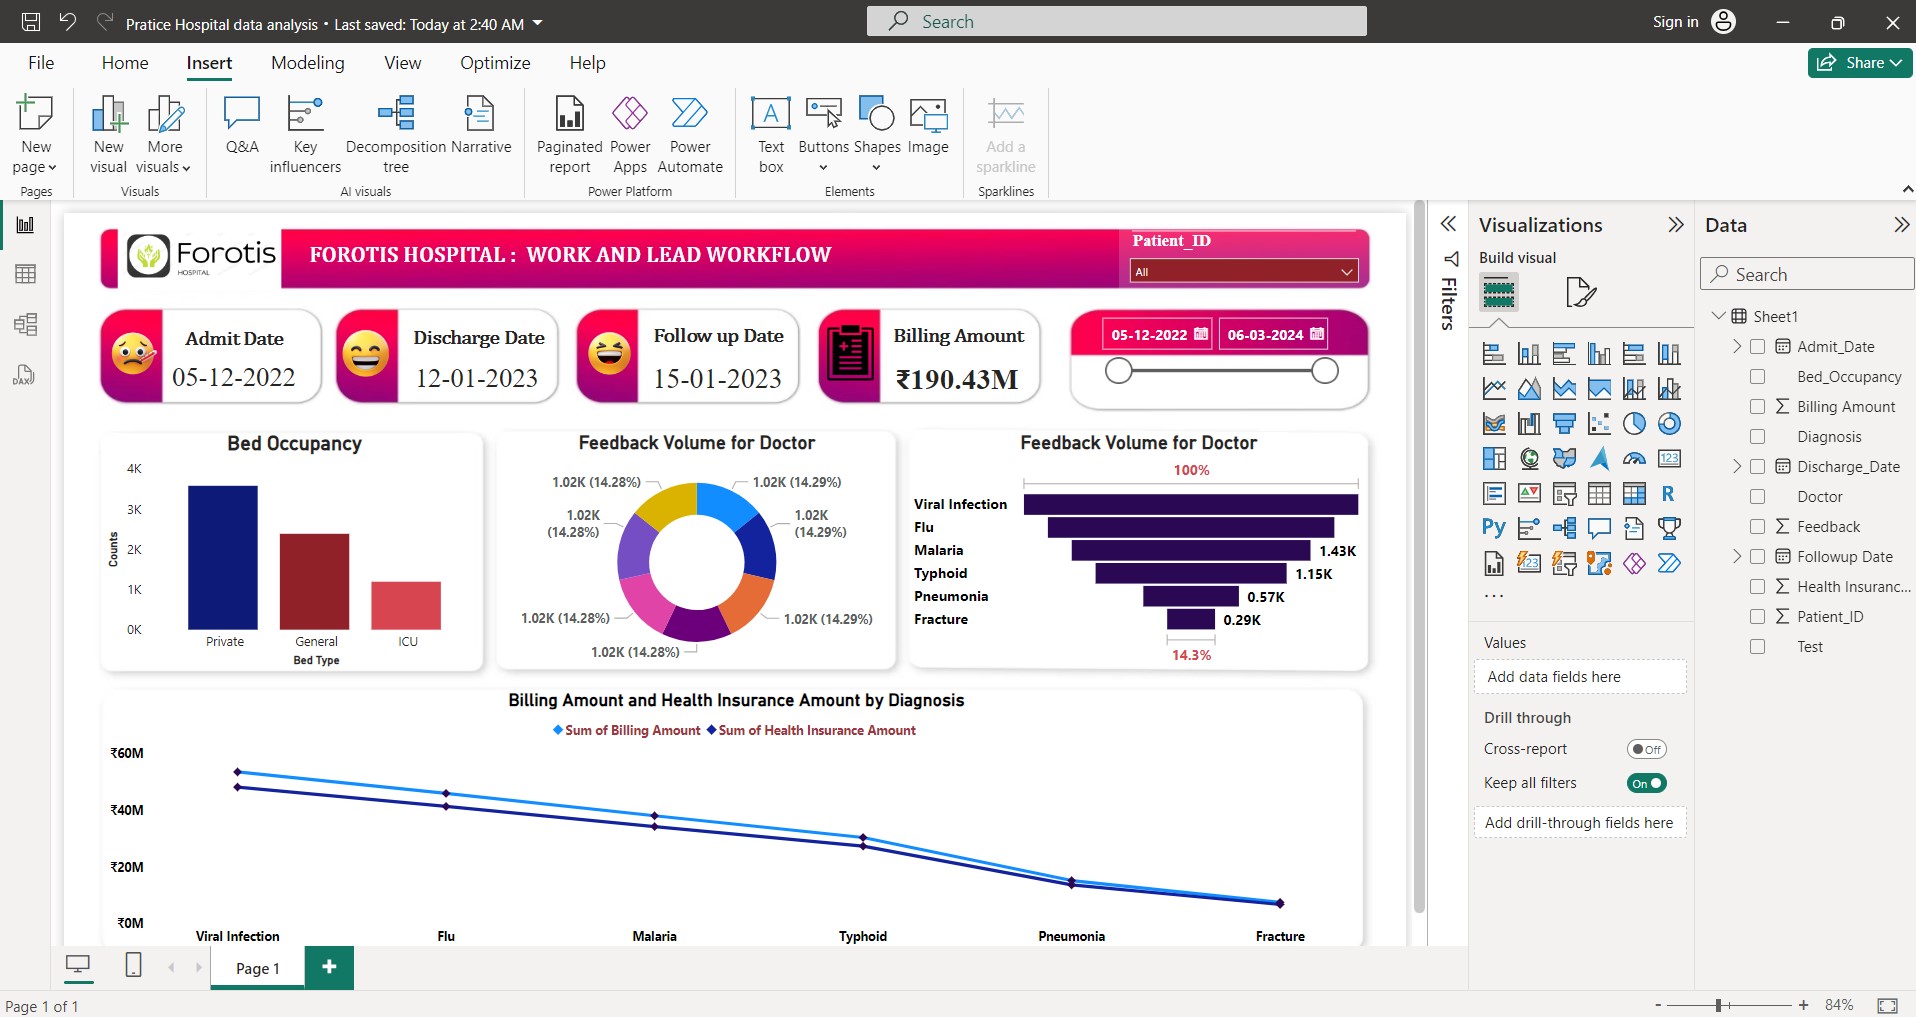 Pratice Hospital data analysis • Last saved: Today at 2:40 AM
Search
Sign in
File Home Insert Modeling View Optimize Help
Share
New page
New visual
More visuals
Q&A
Key influencers
Decomposition tree
Narrative
Paginated report
Power Apps
Power Automate
Text box
Buttons
Shapes
Image
Add a sparkline
Pages Visuals AI visuals Power Platform Elements Sparklines
Forotis
HOSPITAL
FOROTIS HOSPITAL : WORK AND LEAD WORKFLOW
Patient_ID
All
Admit Date
05-12-2022
Discharge Date
12-01-2023
Follow up Date
15-01-2023
Billing Amount
₹190.43M
05-12-2022 06-03-2024
Bed Occupancy
4K
3K
2K
1K
0K
Counts
Private General ICU
Bed Type
Feedback Volume for Doctor
1.02K (14.28%) 1.02K (14.29%)
1.02K
(14.28%)
1.02K
(14.29%)
1.02K (14.28%) 1.02K (14.29%)
1.02K (14.28%)
Feedback Volume for Doctor
100%
Viral Infection
Flu
Malaria 1.43K
Typhoid 1.15K
Pneumonia 0.57K
Fracture 0.29K
14.3%
Billing Amount and Health Insurance Amount by Diagnosis
Sum of Billing Amount Sum of Health Insurance Amount
₹60M
₹40M
₹20M
₹0M
Viral Infection Flu Malaria Typhoid Pneumonia Fracture
Filters
Visualizations
Build visual
123
R
Py
123
...
Values
Add data fields here
Drill through
Cross-report Off
Keep all filters On
Add drill-through fields here
Data
Search
Sheet1
Admit_Date
Bed_Occupancy
Σ Billing Amount
Diagnosis
Discharge_Date
Doctor
Σ Feedback
Followup Date
Σ Health Insuranc...
Σ Patient_ID
Test
DAX
Page 1
+
Page 1 of 1
- + 84%